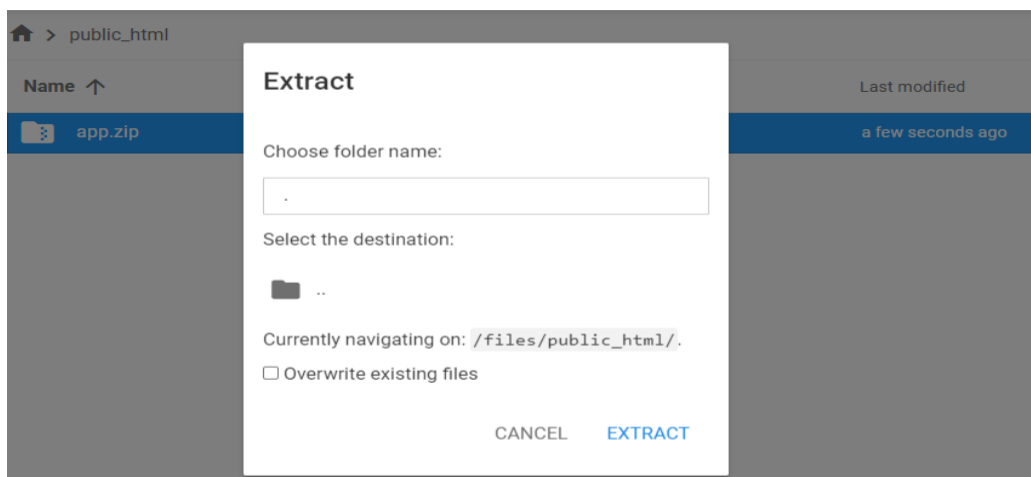 > public_html
Name ↑ Last modified
app.zip a few seconds ago
Extract
Choose folder name:
.
Select the destination:
..
Currently navigating on: /files/public_html/.
Overwrite existing files
CANCEL EXTRACT